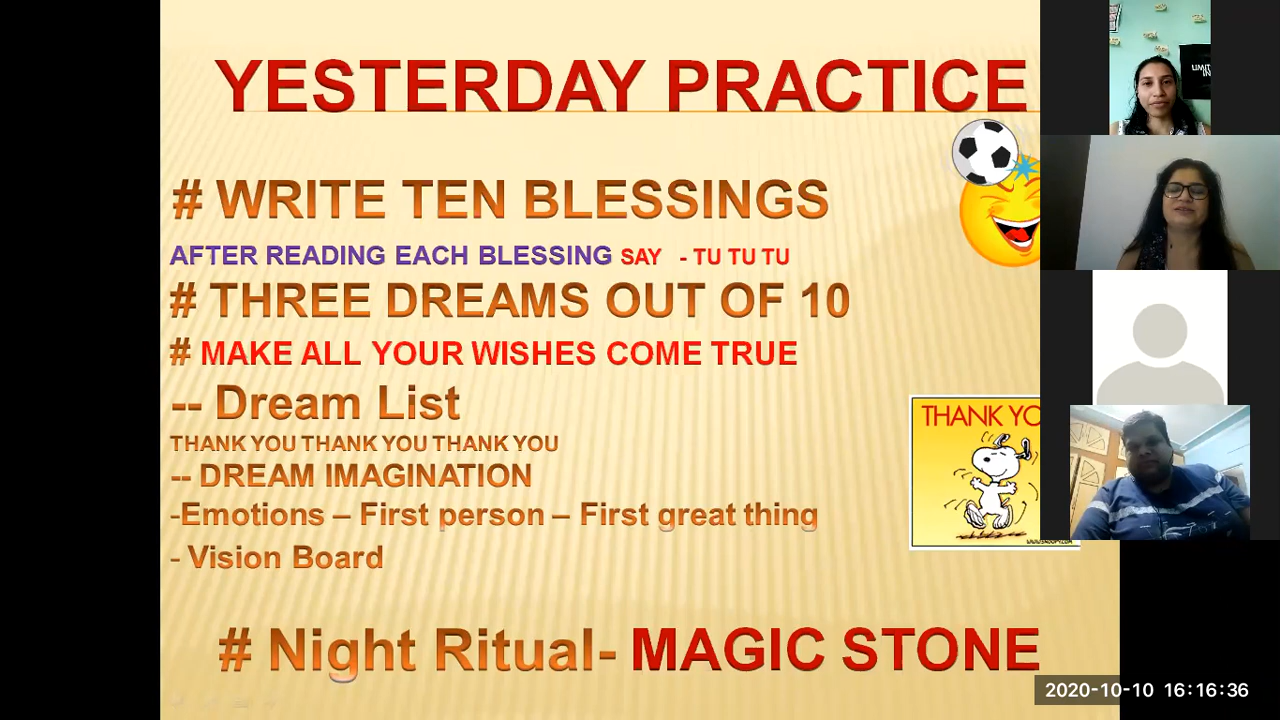 YESTERDAY PRACTICE
# WRITE TEN BLESSINGS
AFTER READING EACH BLESSING SAY - TU TU TU
# THREE DREAMS OUT OF 10
# MAKE ALL YOUR WISHES COME TRUE
-- Dream List
THANK YOU THANK YOU THANK YOU
-- DREAM IMAGINATION
-Emotions – First person – First great thing
- Vision Board
# Night Ritual- MAGIC STONE
THANK YO
2020-10-10 16:16:36